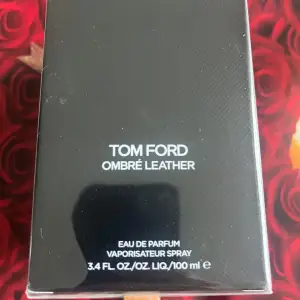 TOM FORD
OMBRÉ LEATHER
EAU DE PARFUM
VAPORISATEUR SPRAY
3.4 FL. OZ./OZ. LIQ./100 ml ℮